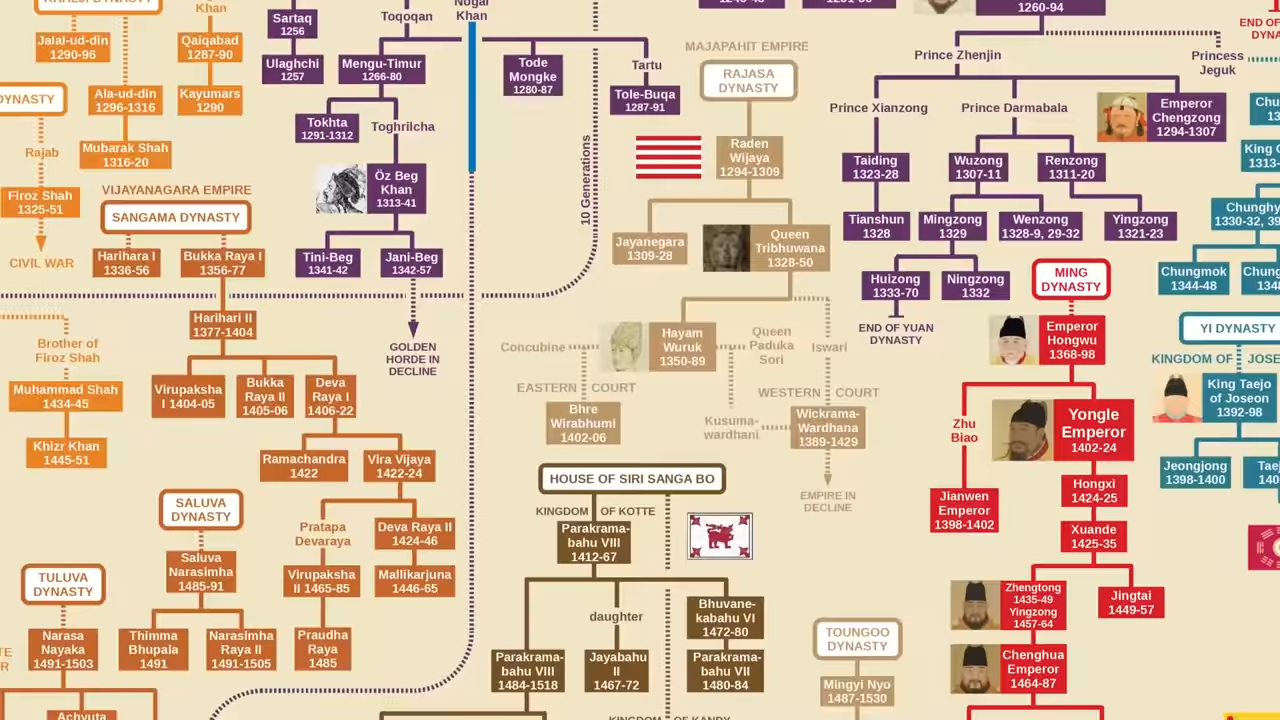 KHALJI DYNASTY
Khan
Jalal-ud-din
1290-96
Qaiqabad
1287-90
DYNASTY
Ala-ud-din
1296-1316
Kayumars
1290
Rajab
Mubarak Shah
1316-20
Firoz Shah
1325-51
CIVIL WAR
VIJAYANAGARA EMPIRE
SANGAMA DYNASTY
Harihara I
1336-56
Bukka Raya I
1356-77
Harihari II
1377-1404
Brother of
Firoz Shah
Muhammad Shah
1434-45
Khizr Khan
1445-51
Virupaksha
I 1404-05
Bukka
Raya II
1405-06
Deva
Raya I
1406-22
Ramachandra
1422
Vira Vijaya
1422-24
SALUVA
DYNASTY
Pratapa
Devaraya
Deva Raya II
1424-46
Saluva
Narasimha
1485-91
Virupaksha
II 1465-85
Mallikarjuna
1446-65
TULUVA
DYNASTY
Narasa
Nayaka
1491-1503
Thimma
Bhupala
1491
Narasimha
Raya II
1491-1505
Praudha
Raya
1485
Achyuta
Sartaq
1256
Toqoqan
Nogai
Khan
Ulaghchi
1257
Mengu-Timur
1266-80
Tode
Mongke
1280-87
Tartu
Tole-Buqa
1287-91
Tokhta
1291-1312
Toghrilcha
Öz Beg
Khan
1313-41
10 Generations
Tini-Beg
1341-42
Jani-Beg
1342-57
GOLDEN
HORDE IN
DECLINE
MAJAPAHIT EMPIRE
RAJASA
DYNASTY
Raden
Wijaya
1294-1309
Jayanegara
1309-28
Queen
Tribhuwana
1328-50
Concubine
Hayam
Wuruk
1350-89
Queen
Paduka
Sori
Iswari
EASTERN COURT
WESTERN COURT
Bhre
Wirabhumi
1402-06
Kusuma-
wardhani
Wickrama-
Wardhana
1389-1429
EMPIRE IN
DECLINE
HOUSE OF SIRI SANGA BO
KINGDOM OF KOTTE
Parakrama-
bahu VIII
1412-67
daughter
Bhuvane-
kabahu VI
1472-80
Parakrama-
bahu VIII
1484-1518
Jayabahu
II
1467-72
Parakrama-
bahu VII
1480-84
KINGDOM OF KANDY
TOUNGOO
DYNASTY
Mingyi Nyo
1487-1530
1260-94
Prince Zhenjin
Princess
Jeguk
Prince Xianzong
Prince Darmabala
Emperor
Chengzong
1294-1307
Taiding
1323-28
Wuzong
1307-11
Renzong
1311-20
Tianshun
1328
Mingzong
1329
Wenzong
1328-9, 29-32
Yingzong
1321-23
Huizong
1333-70
Ningzong
1332
END OF YUAN
DYNASTY
MING
DYNASTY
Emperor
Hongwu
1368-98
Zhu
Biao
Yongle
Emperor
1402-24
Hongxi
1424-25
Jianwen
Emperor
1398-1402
Xuande
1425-35
Zhengtong
1435-49
Yingzong
1457-64
Jingtai
1449-57
Chenghua
Emperor
1464-87
END OF
1330-32, 39
Chungmok
1344-48
YI DYNASTY
KINGDOM OF JOSE
King Taejo
of Joseon
1392-98
Jeongjong
1398-1400